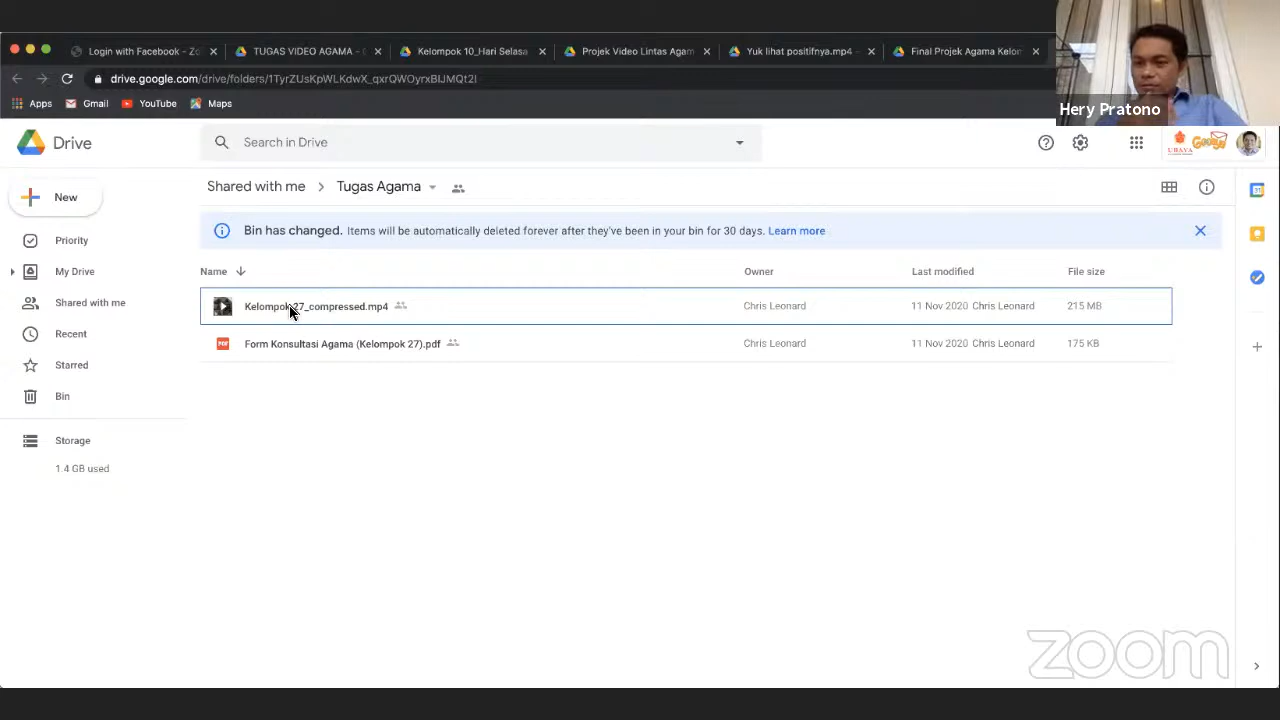 Login with Facebook - Zo
TUGAS VIDEO AGAMA -
Kelompok 10_Hari Selasa
Projek Video Lintas Agam
Yuk lihat positifnya.mp4 -
Final Projek Agama Kelor
drive.google.com/drive/folders/1TyrZUsKpWLKdwX_qxrQWOyrxBIJMQt2I
Apps
Gmail
YouTube
Maps
Hery Pratono
Drive
Search in Drive
UBAYA
New
Shared with me
Tugas Agama
31
Priority
Bin has changed. Items will be automatically deleted forever after they've been in your bin for 30 days. Learn more
My Drive
Name
Owner
Last modified
File size
Shared with me
Kelompok 27_compressed.mp4
Chris Leonard
11 Nov 2020 Chris Leonard
215 MB
Recent
PDF
Form Konsultasi Agama (Kelompok 27).pdf
Chris Leonard
11 Nov 2020 Chris Leonard
175 KB
Starred
Bin
Storage
1.4 GB used
zoom